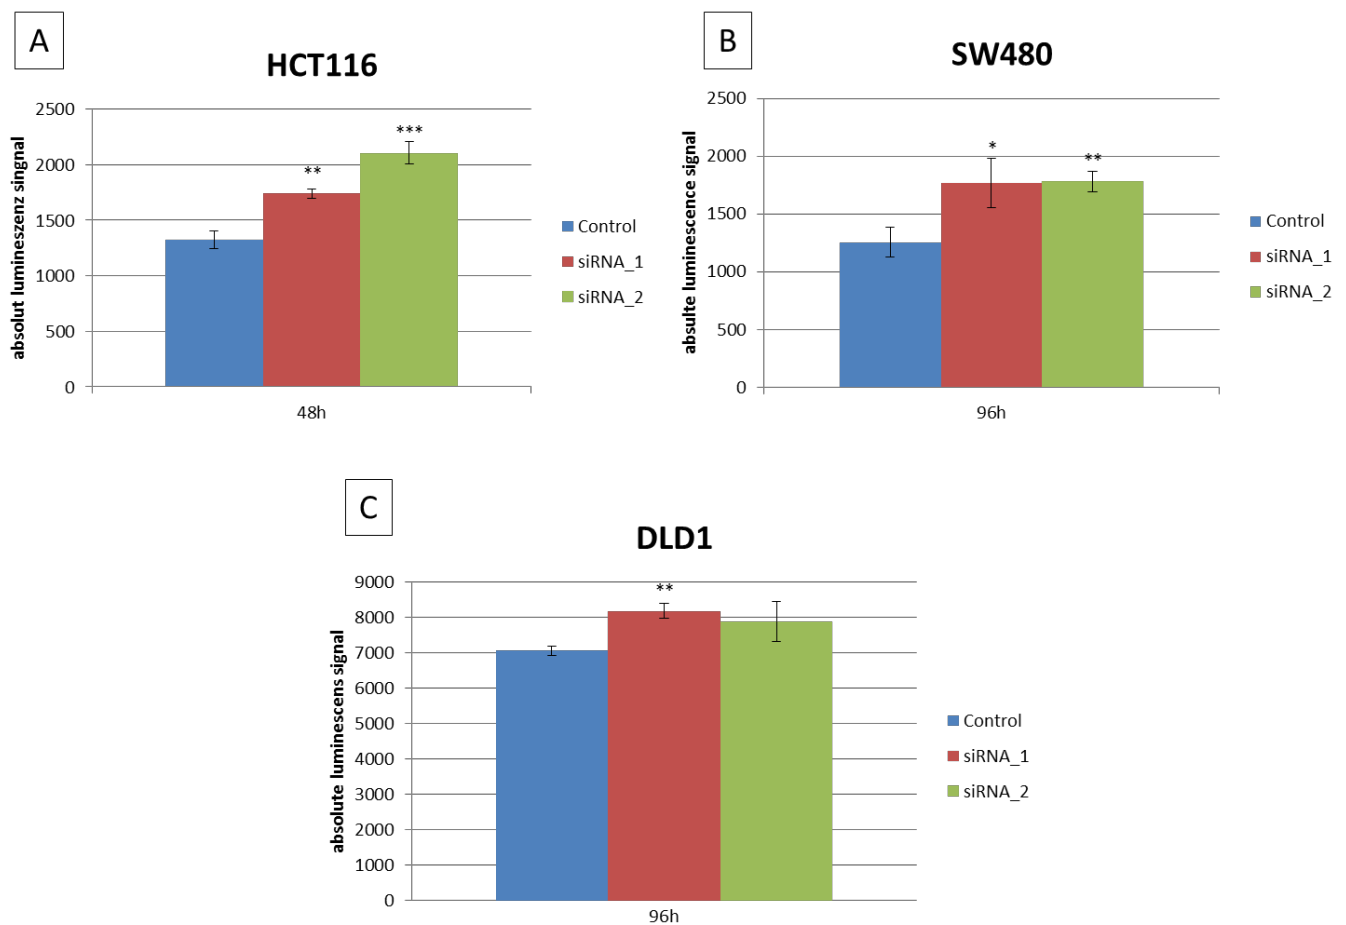 A
HCT116
absolut lumineszenz singnal
2500
2000
1500
1000
500
0
**
***
48h
Control
siRNA_1
siRNA_2
B
SW480
absulte luminescence signal
2500
2000
1500
1000
500
0
*
**
96h
Control
siRNA_1
siRNA_2
C
DLD1
absolute luminescens signal
9000
8000
7000
6000
5000
4000
3000
2000
1000
0
**
96h
Control
siRNA_1
siRNA_2